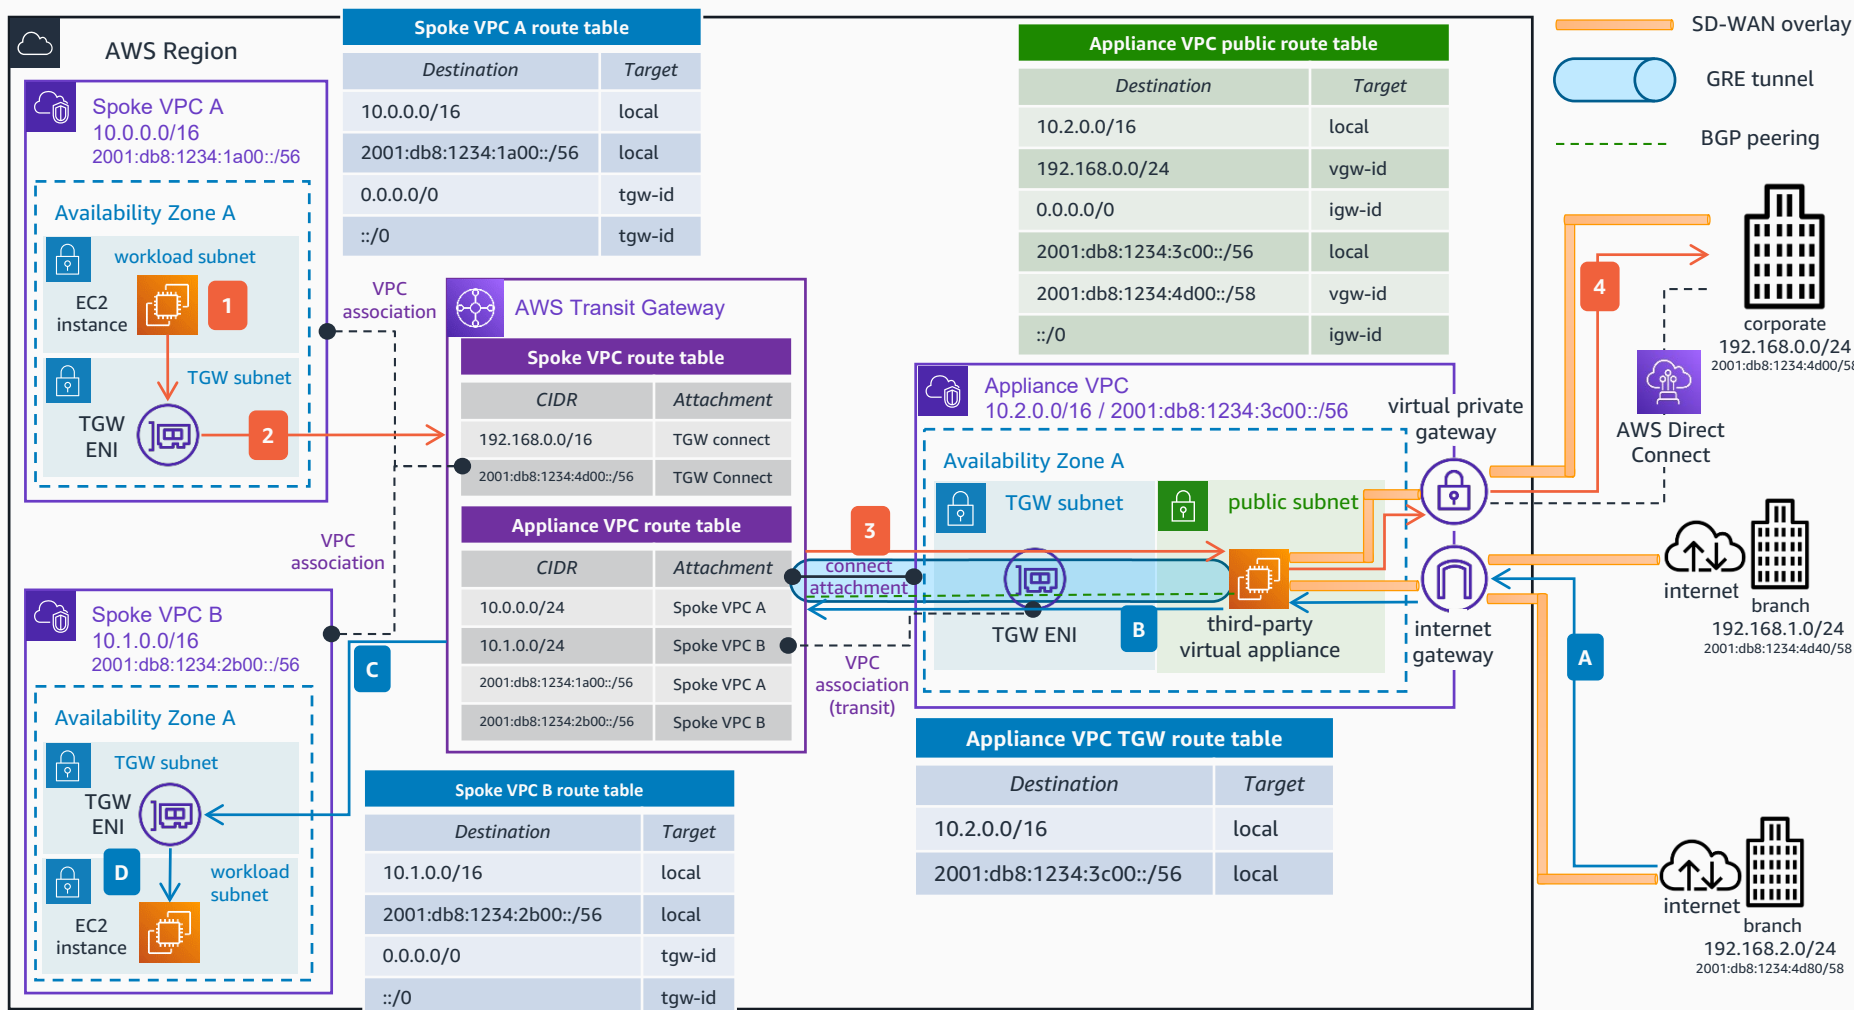 AWS Region
Spoke VPC A
10.0.0.0/16
2001:db8:1234:1a00::/56
Availability Zone A
workload subnet
EC2
instance
1
TGW subnet
TGW
ENI
2
Spoke VPC A route table
Destination Target
10.0.0.0/16 local
2001:db8:1234:1a00::/56 local
0.0.0.0/0 tgw-id
::/0 tgw-id
VPC
association
VPC
association
Spoke VPC B
10.1.0.0/16
2001:db8:1234:2b00::/56
C
Availability Zone A
TGW subnet
TGW
ENI
D
workload
subnet
EC2
instance
AWS Transit Gateway
Spoke VPC route table
CIDR Attachment
192.168.0.0/16 TGW connect
2001:db8:1234:4d00::/56 TGW Connect
Appliance VPC route table
CIDR Attachment
10.0.0.0/24 Spoke VPC A
10.1.0.0/24 Spoke VPC B
2001:db8:1234:1a00::/56 Spoke VPC A
2001:db8:1234:2b00::/56 Spoke VPC B
Spoke VPC B route table
Destination Target
10.1.0.0/16 local
2001:db8:1234:2b00::/56 local
0.0.0.0/0 tgw-id
::/0 tgw-id
Appliance VPC public route table
Destination Target
10.2.0.0/16 local
192.168.0.0/24 vgw-id
0.0.0.0/0 igw-id
2001:db8:1234:3c00::/56 local
2001:db8:1234:4d00::/58 vgw-id
::/0 igw-id
Appliance VPC
10.2.0.0/16 / 2001:db8:1234:3c00::/56
Availability Zone A
TGW subnet
public subnet
3
connect
attachment
TGW ENI
B
third-party
virtual appliance
VPC
association
(transit)
virtual private
gateway
internet
gateway
Appliance VPC TGW route table
Destination Target
10.2.0.0/16 local
2001:db8:1234:3c00::/56 local
SD-WAN overlay
GRE tunnel
BGP peering
4
corporate
192.168.0.0/24
2001:db8:1234:4d00/58
AWS Direct
Connect
internet
branch
192.168.1.0/24
2001:db8:1234:4d40/58
A
internet
branch
192.168.2.0/24
2001:db8:1234:4d80/58